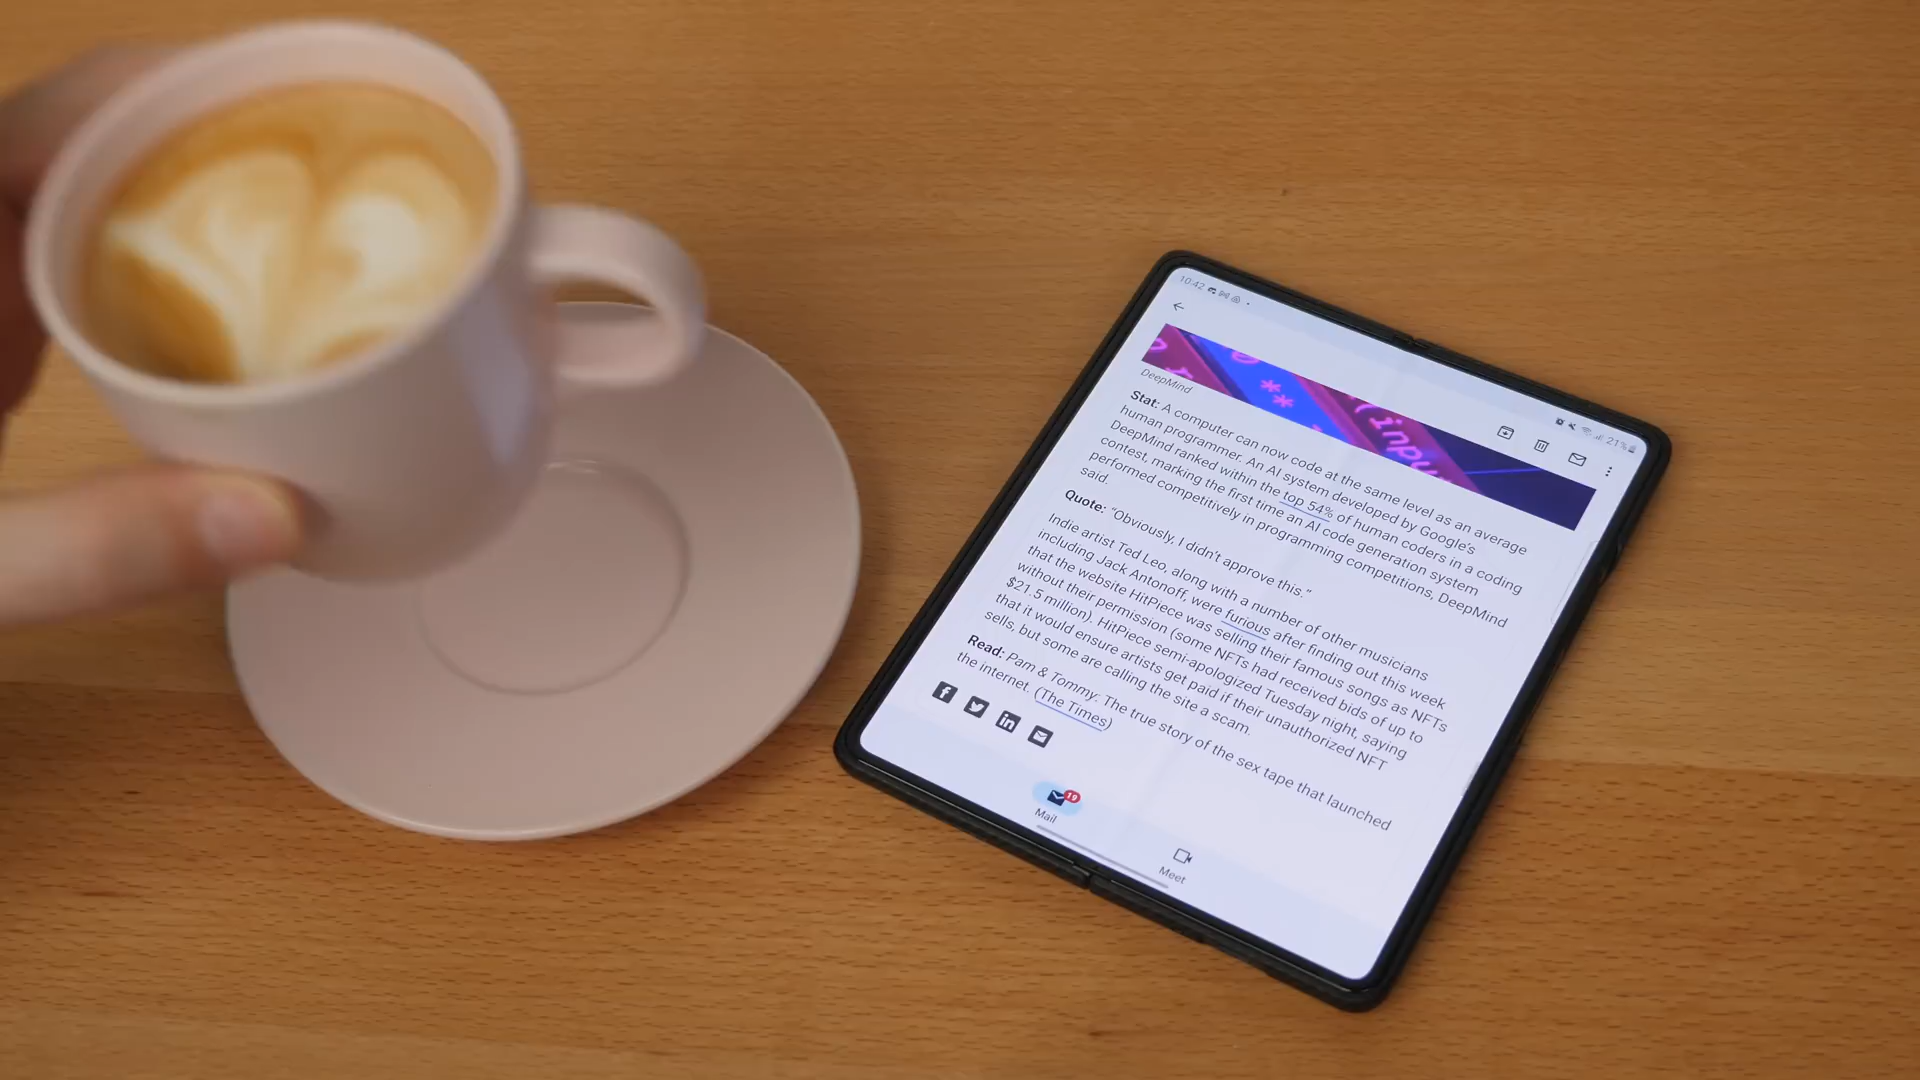 10:42
21%
(inpu
DeepMind
Stat: A computer can now code at the same level as an average
human programmer. An AI system developed by Google's
DeepMind ranked within the top 54% of human coders in a coding
contest, marking the first time an AI code generation system
performed competitively in programming competitions, DeepMind
said.
Quote: "Obviously, I didn't approve this."
Indie artist Ted Leo, along with a number of other musicians
including Jack Antonoff, were furious after finding out this week
that the website HitPiece was selling their famous songs as NFTs
without their permission (some NFTs had received bids of up to
$21.5 million). HitPiece semi-apologized Tuesday night, saying
that it would ensure artists get paid if their unauthorized NFT
sells, but some are calling the site a scam.
Read: Pam & Tommy: The true story of the sex tape that launched
the internet. (The Times)
19
Mail
Meet